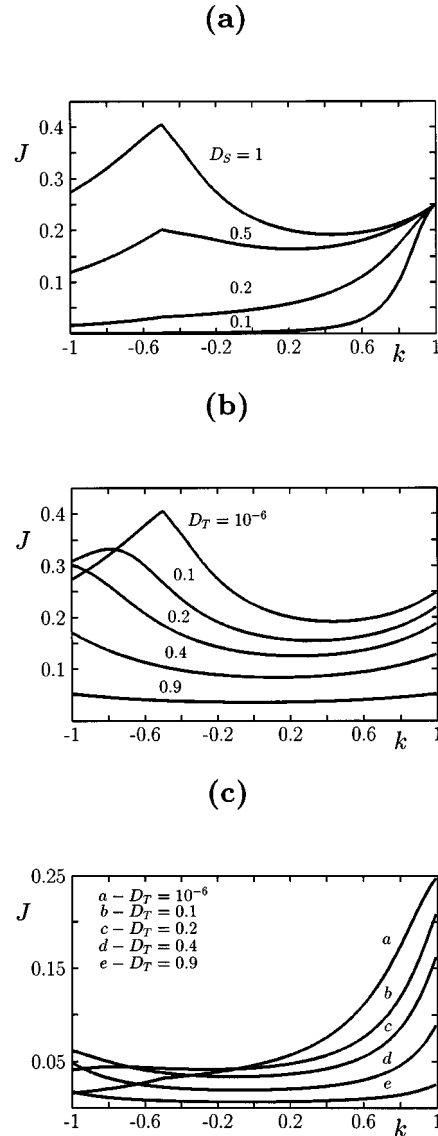 (a)
0.4
J
D_S = 1
0.3
0.2
0.5
0.2
0.1
0.1
-1 -0.6 -0.2 0.2 0.6 k 1
(b)
0.4
J
D_T = 10^{-6}
0.3
0.1
0.2
0.2
0.4
0.1
0.9
-1 -0.6 -0.2 0.2 0.6 k 1
(c)
0.25
a – D_T = 10^{-6}
J
b – D_T = 0.1
c – D_T = 0.2
a
d – D_T = 0.4
e – D_T = 0.9
0.15
b
c
0.05
d
e
-1 -0.6 -0.2 0.2 0.6 k 1